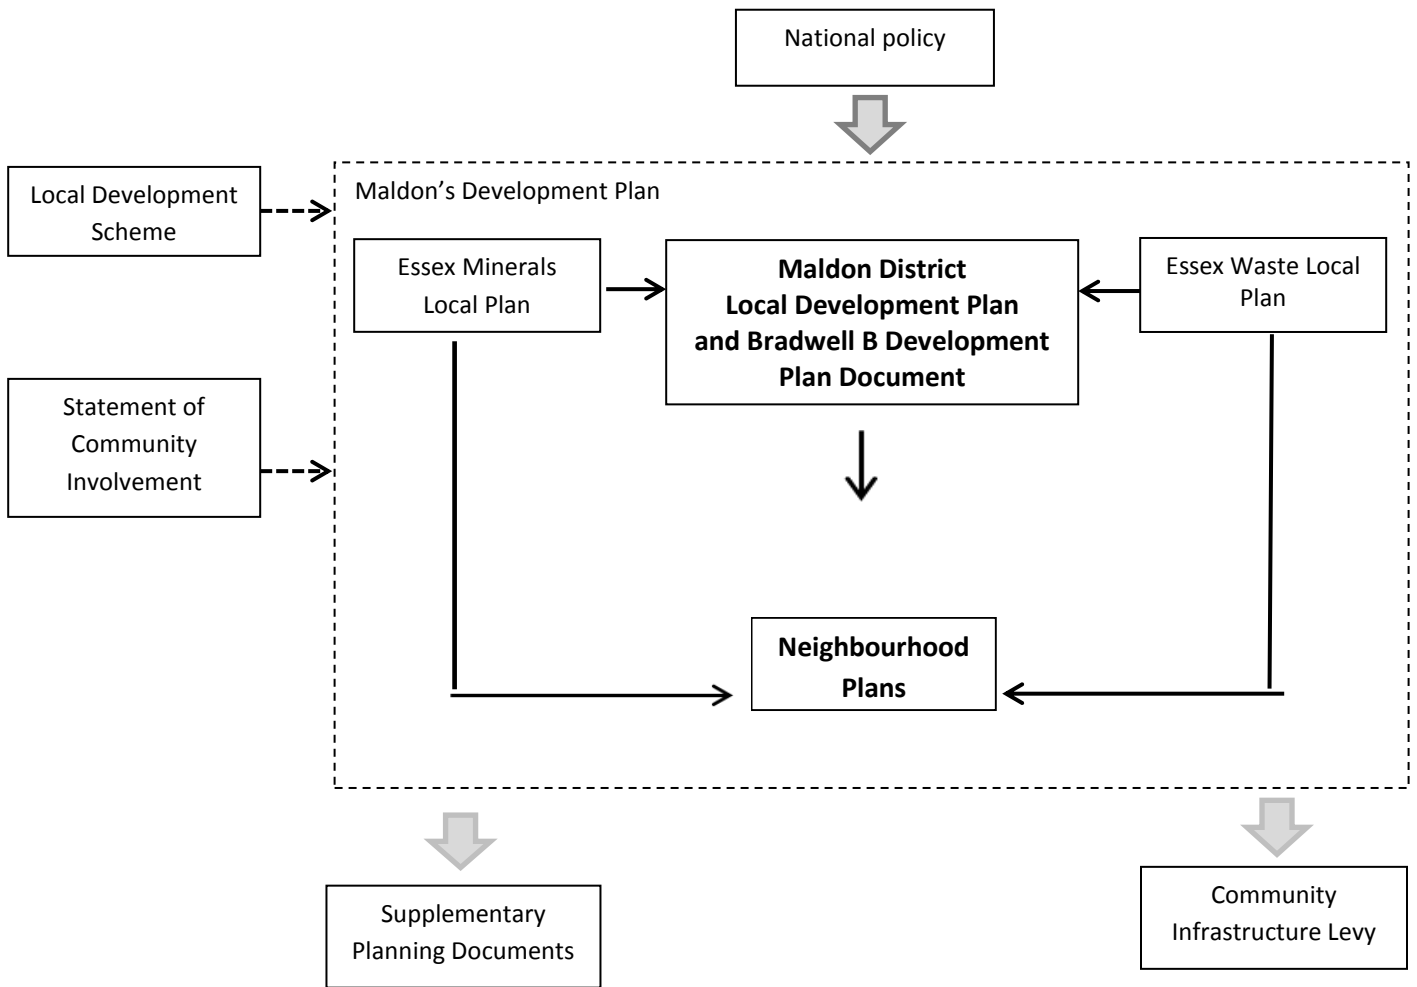 National policy
Local Development
Scheme
Maldon’s Development Plan
Essex Minerals
Local Plan
Maldon District
Local Development Plan
and Bradwell B Development
Plan Document
Essex Waste Local
Plan
Statement of
Community
Involvement
Neighbourhood
Plans
Supplementary
Planning Documents
Community
Infrastructure Levy